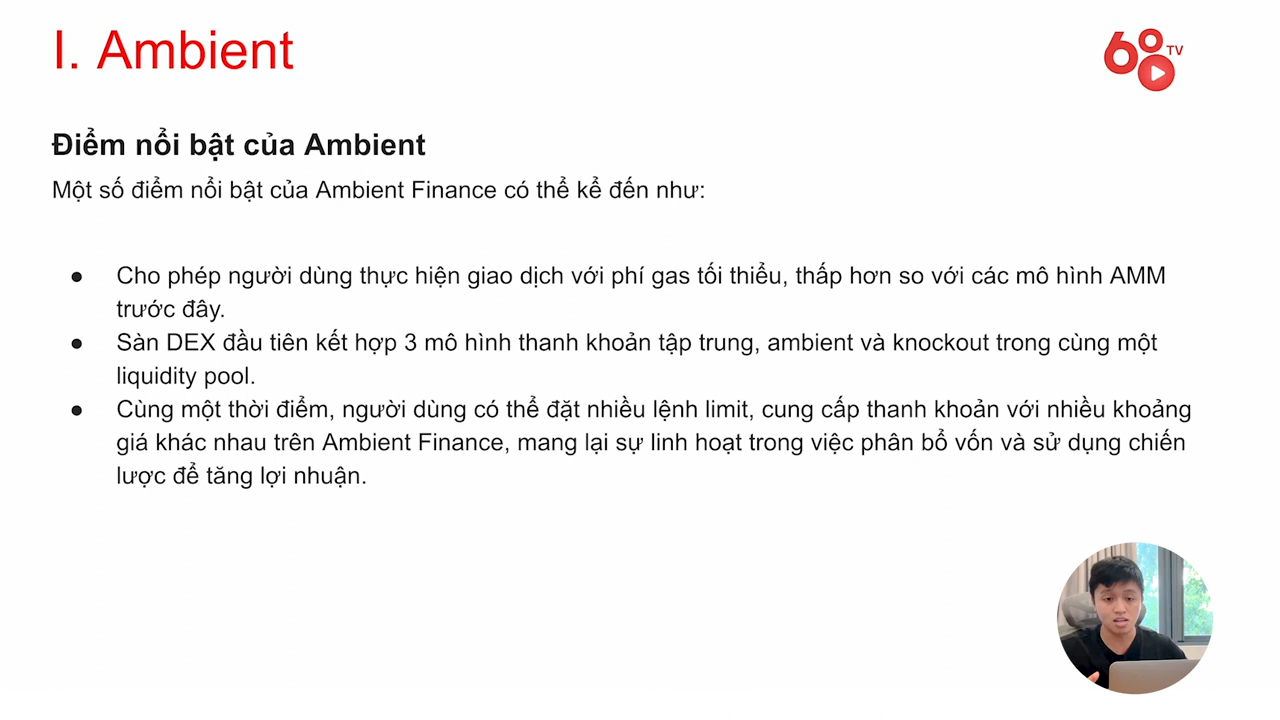 I. Ambient
68 TV
Điểm nổi bật của Ambient
Một số điểm nổi bật của Ambient Finance có thể kể đến như:
● Cho phép người dùng thực hiện giao dịch với phí gas tối thiểu, thấp hơn so với các mô hình AMM
trước đây.
● Sàn DEX đầu tiên kết hợp 3 mô hình thanh khoản tập trung, ambient và knockout trong cùng một
liquidity pool.
● Cùng một thời điểm, người dùng có thể đặt nhiều lệnh limit, cung cấp thanh khoản với nhiều khoảng
giá khác nhau trên Ambient Finance, mang lại sự linh hoạt trong việc phân bổ vốn và sử dụng chiến
lược để tăng lợi nhuận.